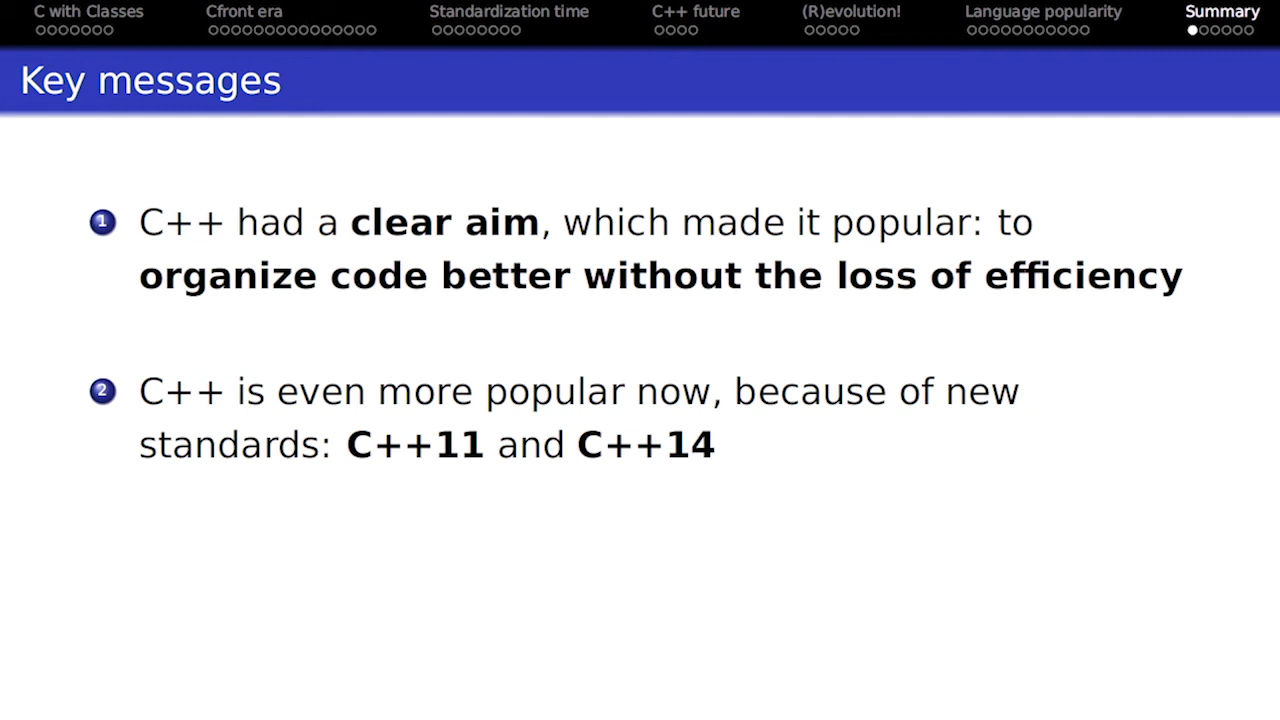 C with Classes Cfront era Standardization time C++ future (R)evolution! Language popularity Summary
Key messages
1 C++ had a clear aim, which made it popular: to
organize code better without the loss of efficiency
2 C++ is even more popular now, because of new
standards: C++11 and C++14